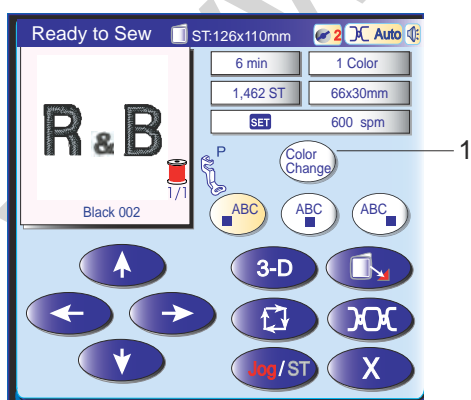 Ready to Sew ST:126x110mm 2 Auto
6 min 1 Color
1,462 ST 66x30mm
SET 600 spm
R & B
P
1/1
Color
Change
1
Black 002
ABC ABC ABC
3-D
Jog/ST X